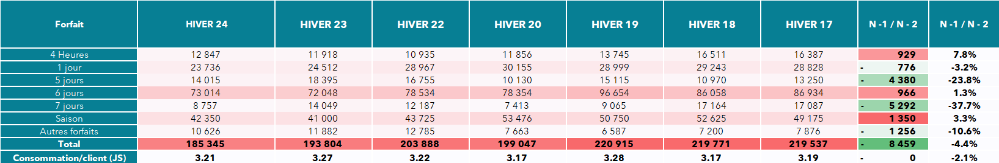 Forfait HIVER 24 HIVER 23 HIVER 22 HIVER 20 HIVER 19 HIVER 18 HIVER 17 N -1 / N - 2 N -1 / N - 2
4 Heures 12 847 11 918 10 935 11 856 13 745 16 511 16 387 929 7.8%
1 jour 23 736 24 512 28 967 30 155 28 999 29 243 28 828 - 776 -3.2%
5 jours 14 015 18 395 16 755 10 130 15 115 10 970 13 250 - 4 380 -23.8%
6 jours 73 014 72 048 78 534 78 354 96 654 86 058 86 934 966 1.3%
7 jours 8 757 14 049 12 187 7 413 9 065 17 164 17 087 - 5 292 -37.7%
Saison 42 350 41 000 43 725 53 476 50 750 52 625 49 175 1 350 3.3%
Autres forfaits 10 626 11 882 12 785 7 663 6 587 7 200 7 876 - 1 256 -10.6%
Total 185 345 193 804 203 888 199 047 220 915 219 771 219 537 - 8 459 -4.4%
Consommation/client (JS) 3.21 3.27 3.22 3.17 3.28 3.17 3.19 - 0 -2.1%